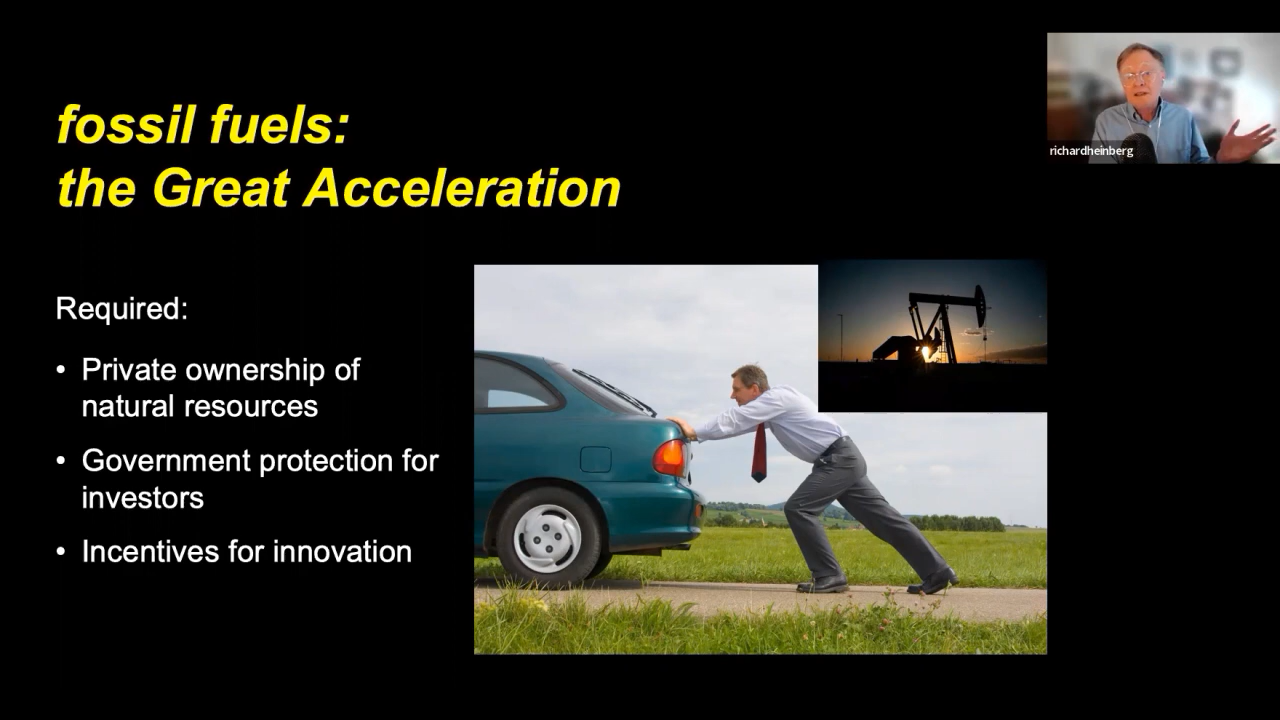 fossil fuels:
the Great Acceleration
richardheinberg
Required:
• Private ownership of
natural resources
• Government protection for
investors
• Incentives for innovation